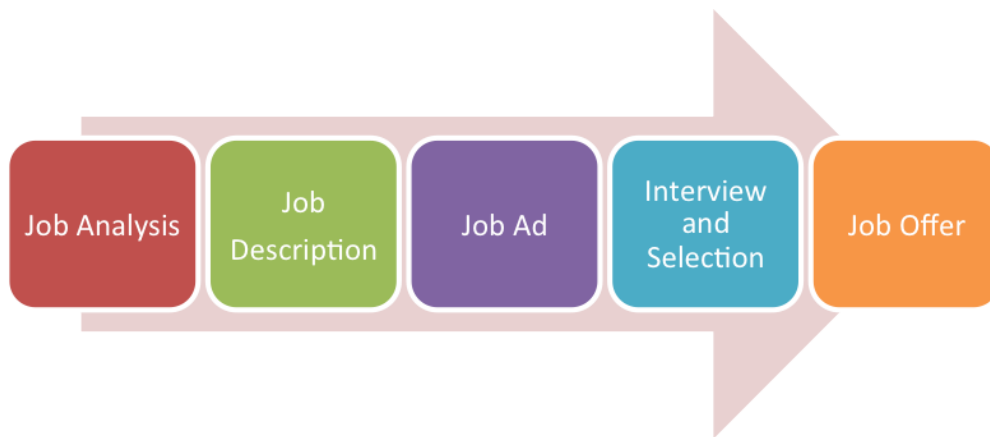 Job Analysis
Job
Description
Job Ad
Interview
and
Selection
Job Offer